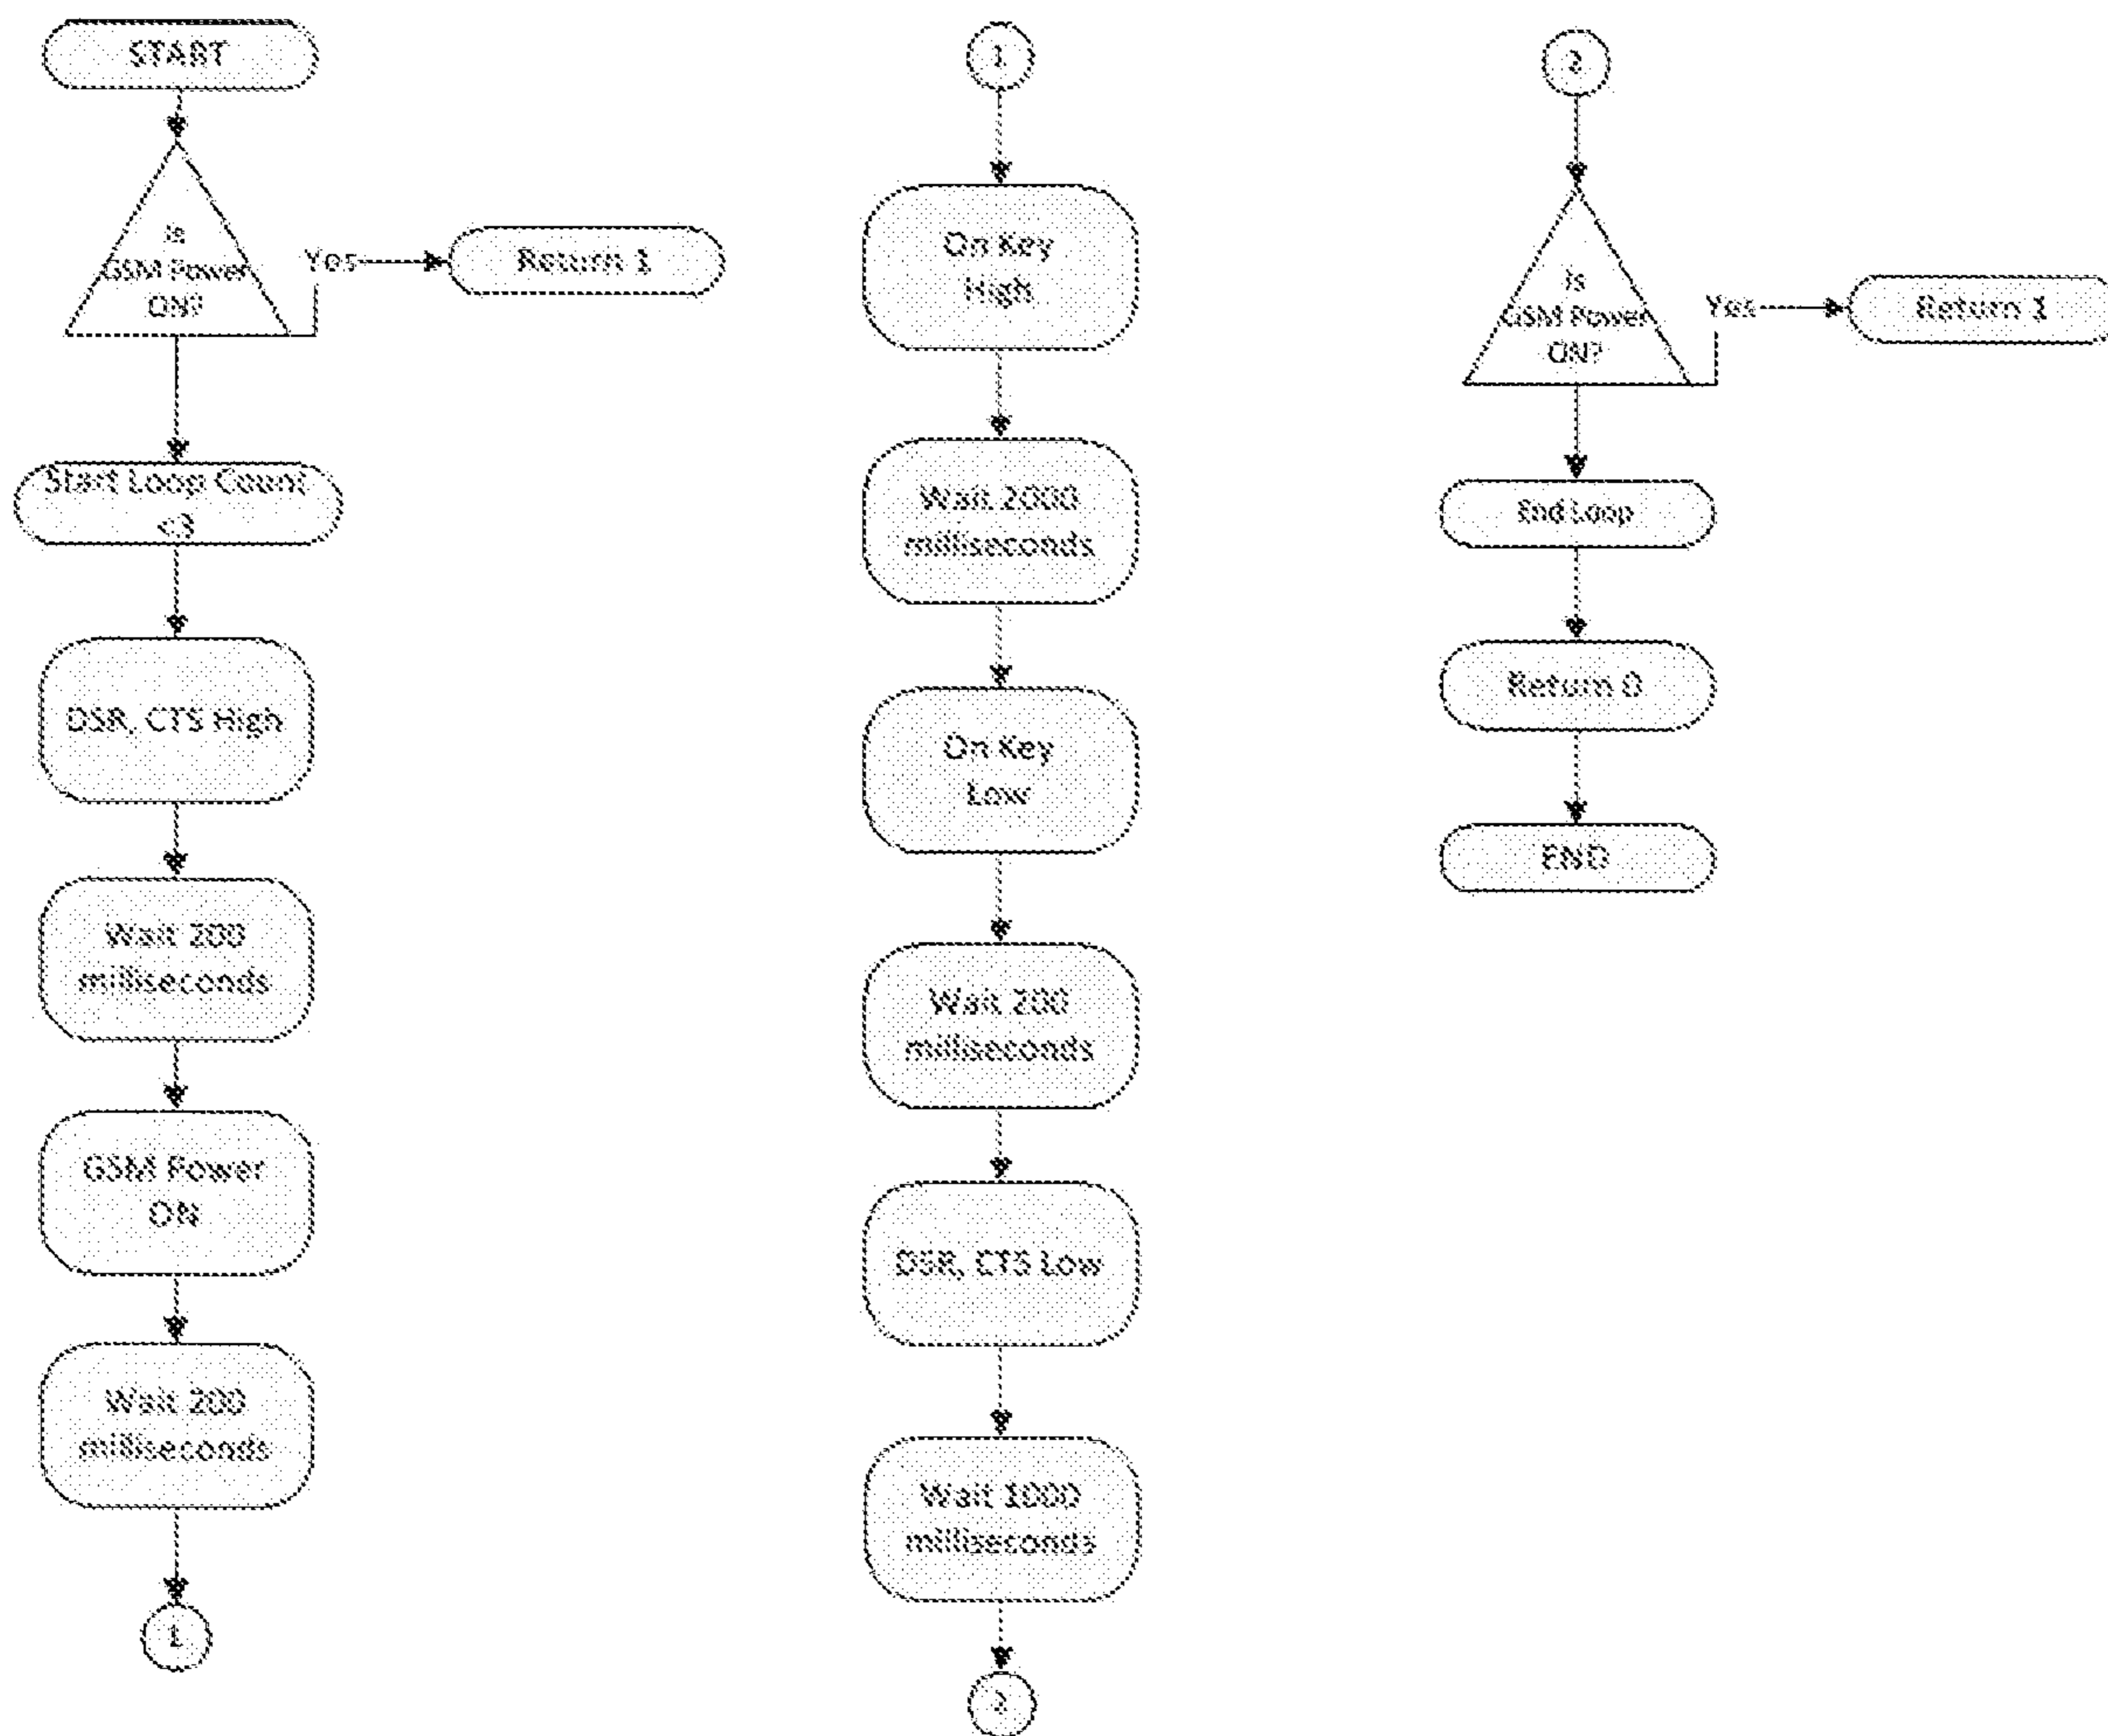 START
Is
GSM Power
ON?
Yes
Return 1
Start Loop Count
<3
DSR, CTS High
Wait 200
milliseconds
GSM Power
ON
Wait 200
milliseconds
1
1
On Key
High
Wait 2000
milliseconds
On Key
Low
Wait 200
milliseconds
DSR, CTS Low
Wait 1000
milliseconds
2
2
Is
GSM Power
ON?
Yes
Return 1
End Loop
Return 0
END